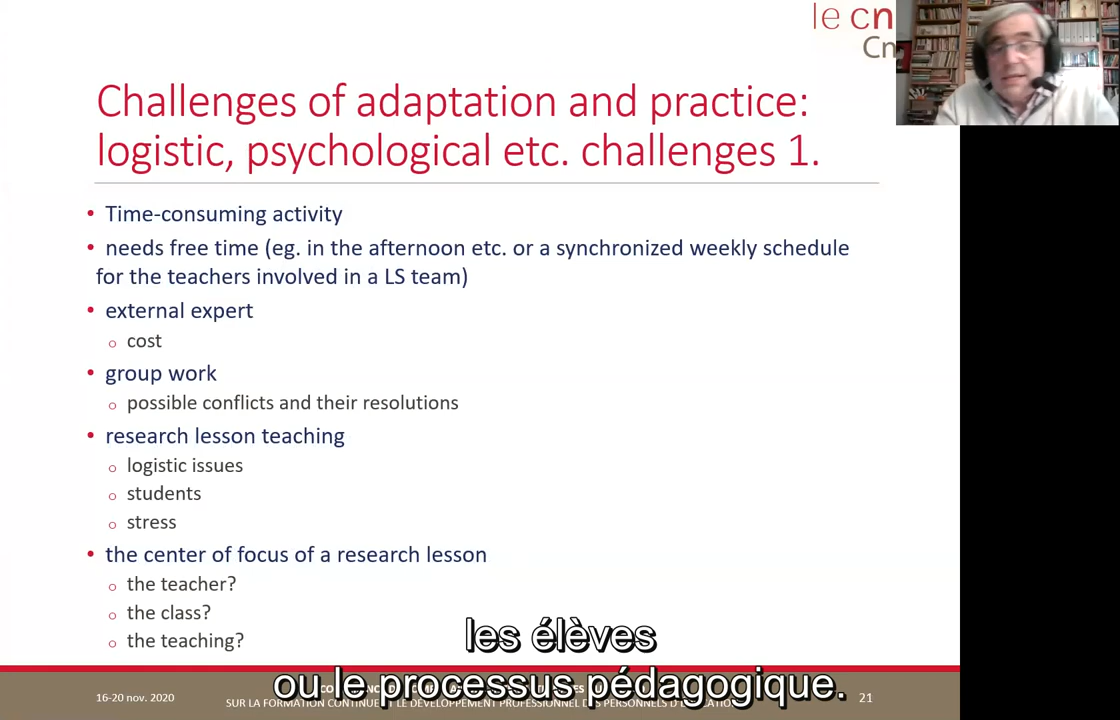 le cn
Cn
Challenges of adaptation and practice:
logistic, psychological etc. challenges 1.
• Time-consuming activity
• needs free time (eg. in the afternoon etc. or a synchronized weekly schedule
for the teachers involved in a LS team)
• external expert
o cost
• group work
o possible conflicts and their resolutions
• research lesson teaching
o logistic issues
o students
o stress
• the center of focus of a research lesson
o the teacher?
o the class?
o the teaching?
les élèves
ou le processus pédagogique.
16-20 nov. 2020
SUR LA FORMATION CONTINUE ET LE DÉVELOPPEMENT PROFESSIONNEL DES PERSONNELS D'ÉDUCATION
21